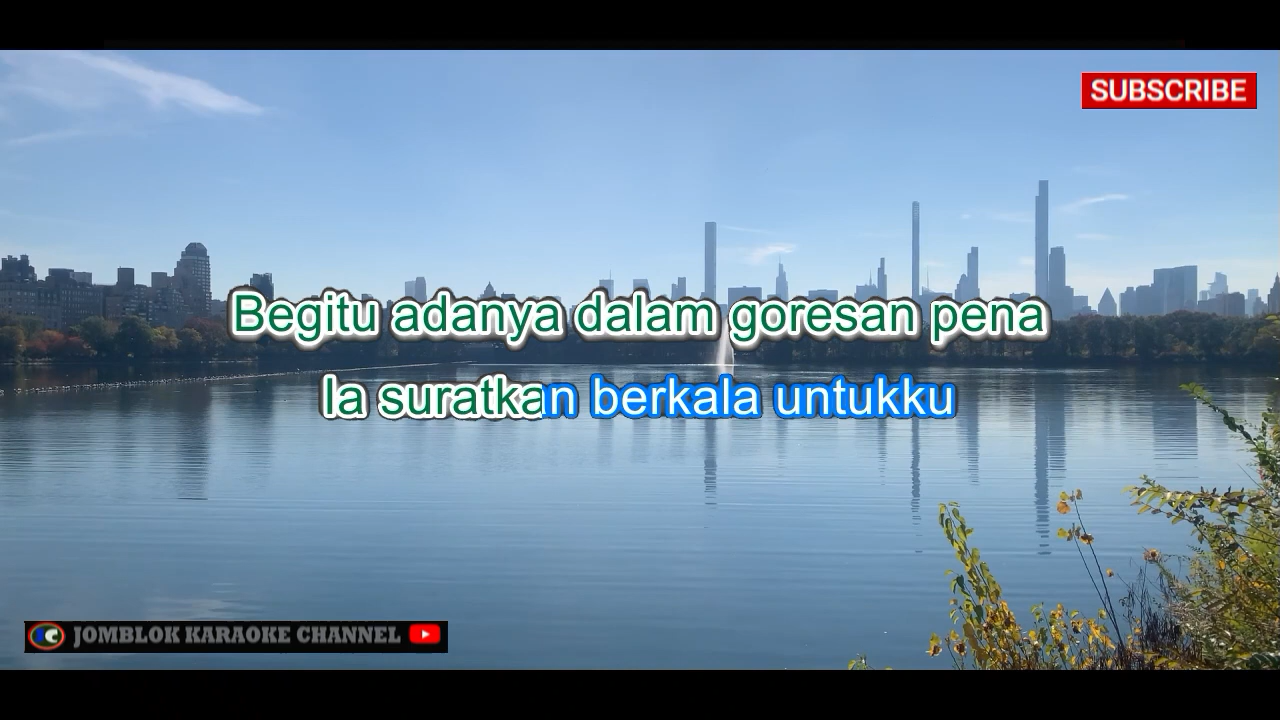 SUBSCRIBE
Begitu adanya dalam goresan pena
Ia suratkan berkala untukku
JOMBLOK KARAOKE CHANNEL